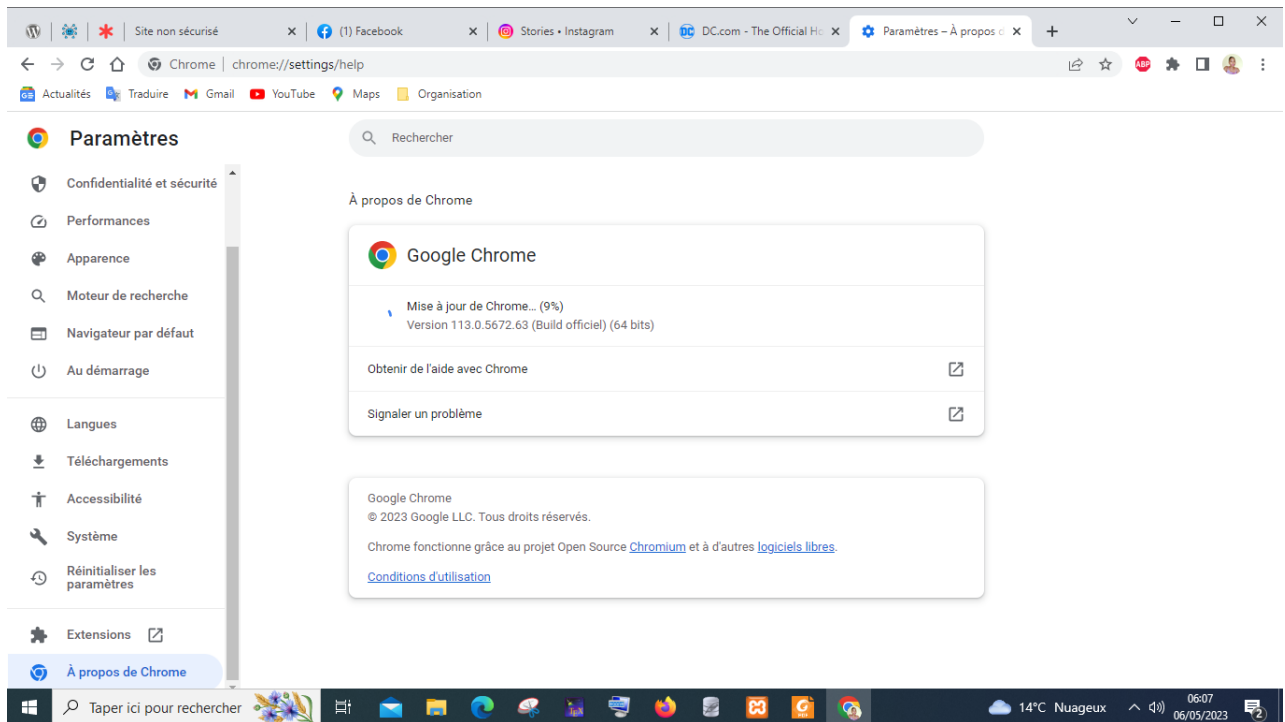 Site non sécurisé
(1) Facebook
Stories • Instagram
DC.com - The Official Ho
Paramètres – À propos d
Chrome | chrome://settings/help
ABP
Actualités
Traduire
Gmail
YouTube
Maps
Organisation
Paramètres
Rechercher
Confidentialité et sécurité
Performances
Apparence
Moteur de recherche
Navigateur par défaut
Au démarrage
Langues
Téléchargements
Accessibilité
Système
Réinitialiser les
paramètres
Extensions
À propos de Chrome
À propos de Chrome
Google Chrome
Mise à jour de Chrome... (9%)
Version 113.0.5672.63 (Build officiel) (64 bits)
Obtenir de l'aide avec Chrome
Signaler un problème
Google Chrome
© 2023 Google LLC. Tous droits réservés.
Chrome fonctionne grâce au projet Open Source Chromium et à d'autres logiciels libres.
Conditions d'utilisation
Taper ici pour rechercher
14°C Nuageux
06:07
06/05/2023
2